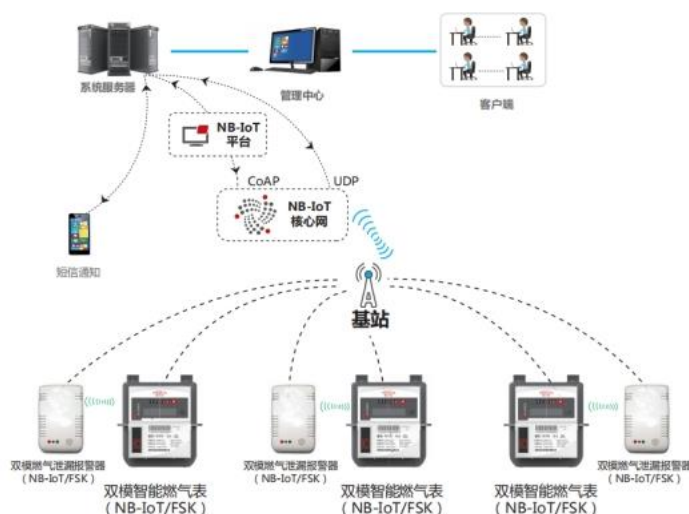 系统服务器
管理中心
客户端
NB-IoT
平台
CoAP
UDP
NB-IoT
核心网
短信通知
基站
双模燃气泄漏报警器
(NB-IoT/FSK)
双模智能燃气表
(NB-IoT/FSK)
双模燃气泄漏报警器
(NB-IoT/FSK)
双模智能燃气表
(NB-IoT/FSK)
双模智能燃气表
(NB-IoT/FSK)
双模燃气泄漏报警器
(NB-IoT/FSK)